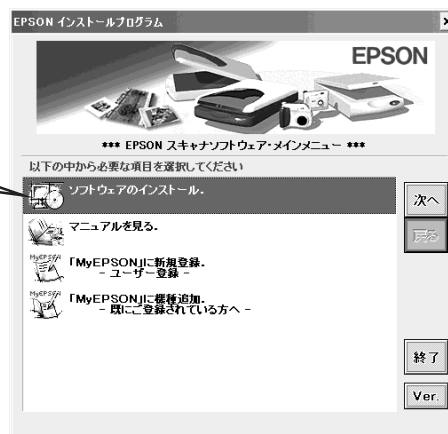 EPSON インストールプログラム
EPSON
*** EPSON スキャナソフトウェア・メインメニュー ***
以下の中から必要な項目を選択してください
ソフトウェアのインストール.
マニュアルを見る.
MyEPSON
「MyEPSON」に新規登録.
- ユーザー登録 -
MyEPSON
「MyEPSON」に機種追加.
- 既にご登録されている方へ -
次へ
戻る
終了
Ver.